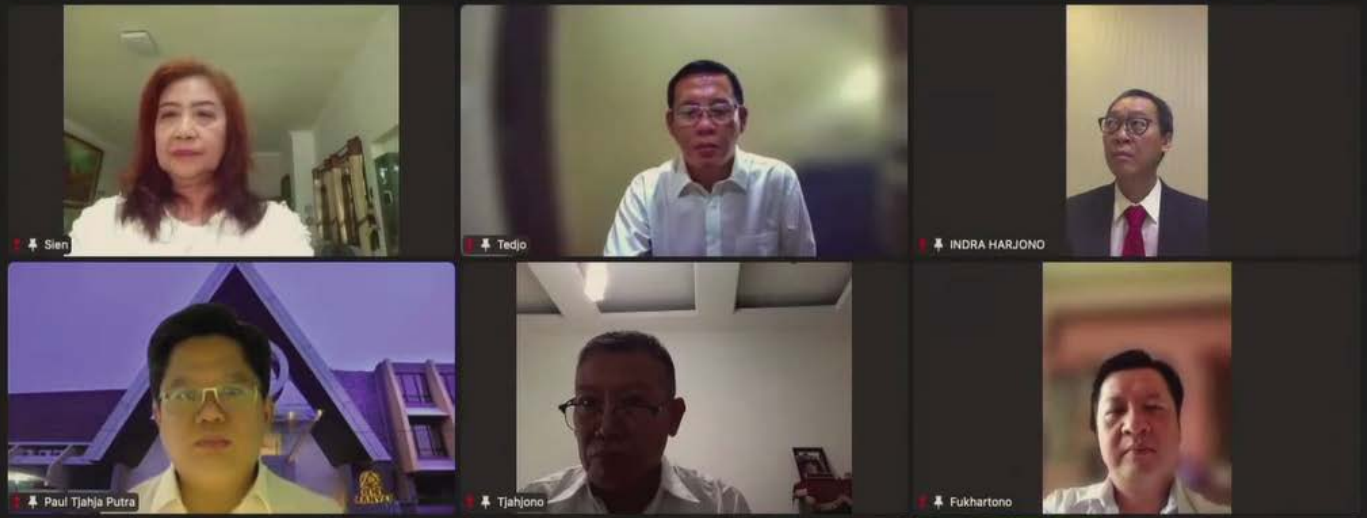 Sien
Tedjo
INDRA HARJONO
Paul Tjahja Putra
Tjahjono
Fukhartono